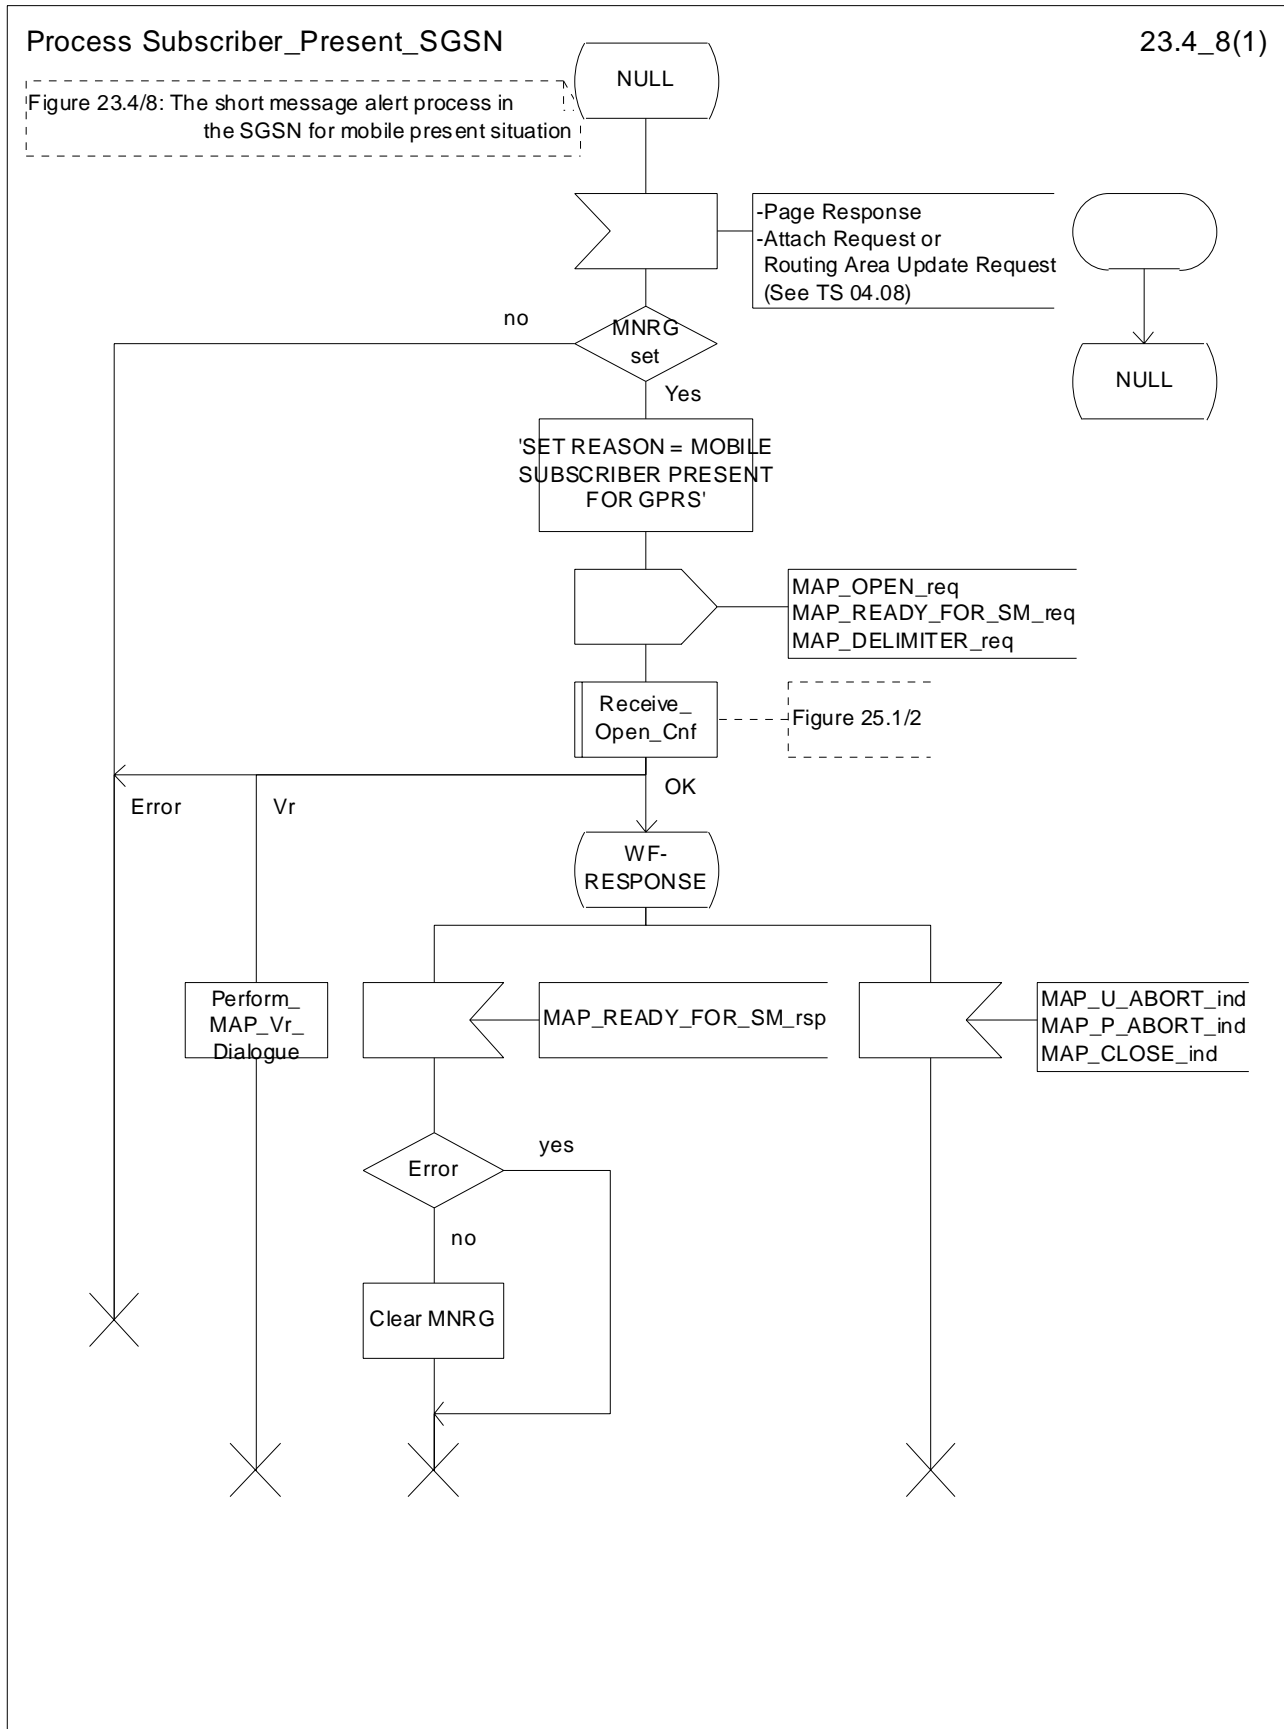 Process Subscriber_Present_SGSN
23.4_8(1)
Figure 23.4/8: The short message alert process in
the SGSN for mobile present situation
NULL
-Page Response
-Attach Request or
Routing Area Update Request
(See TS 04.08)
NULL
MNRG
set
no
Yes
'SET REASON = MOBILE
SUBSCRIBER PRESENT
FOR GPRS'
MAP_OPEN_req
MAP_READY_FOR_SM_req
MAP_DELIMITER_req
Receive_
Open_Cnf
Figure 25.1/2
Error
Vr
OK
WF-
RESPONSE
Perform_
MAP_Vr_
Dialogue
MAP_READY_FOR_SM_rsp
MAP_U_ABORT_ind
MAP_P_ABORT_ind
MAP_CLOSE_ind
Error
yes
no
Clear MNRG